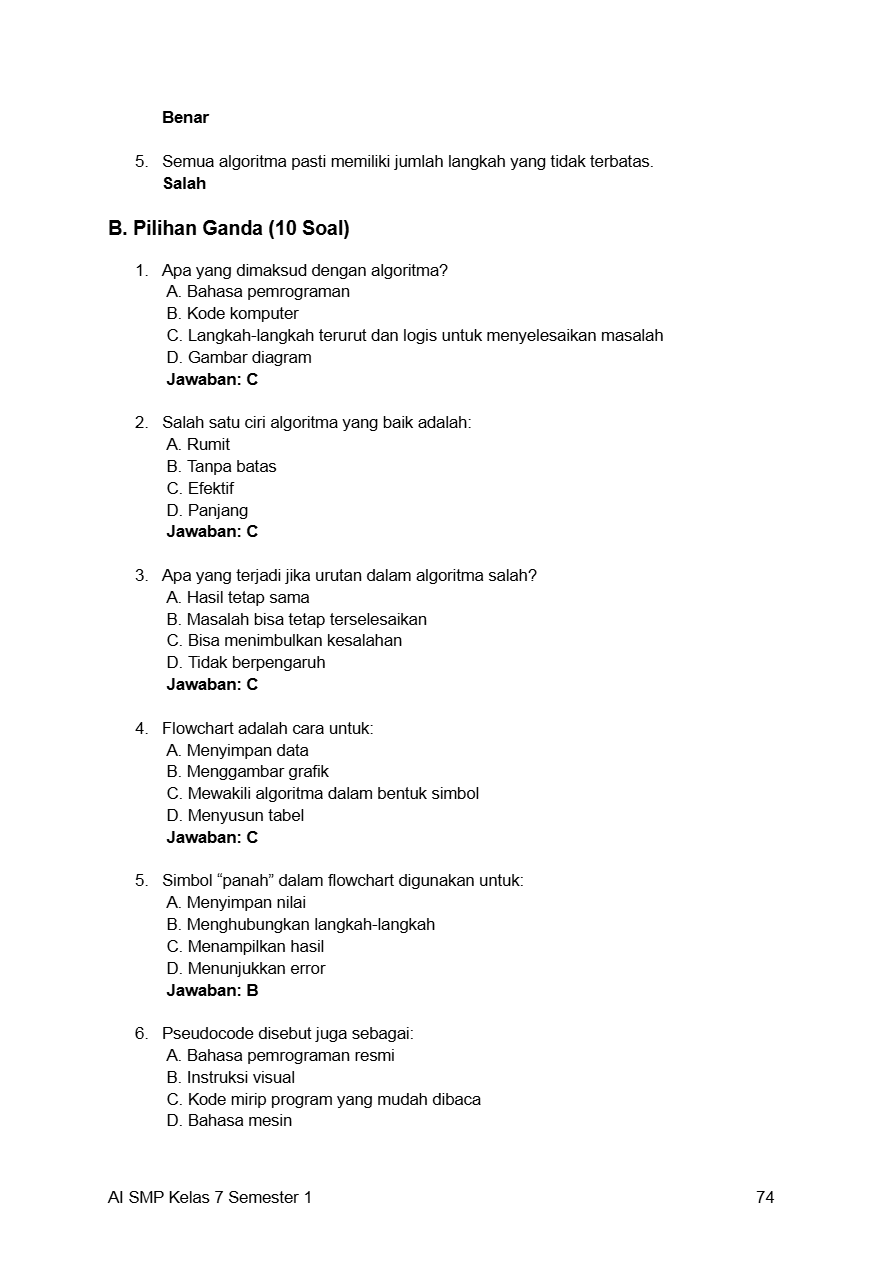 Benar
5. Semua algoritma pasti memiliki jumlah langkah yang tidak terbatas.
Salah
B. Pilihan Ganda (10 Soal)
1. Apa yang dimaksud dengan algoritma?
A. Bahasa pemrograman
B. Kode komputer
C. Langkah-langkah terurut dan logis untuk menyelesaikan masalah
D. Gambar diagram
Jawaban: C
2. Salah satu ciri algoritma yang baik adalah:
A. Rumit
B. Tanpa batas
C. Efektif
D. Panjang
Jawaban: C
3. Apa yang terjadi jika urutan dalam algoritma salah?
A. Hasil tetap sama
B. Masalah bisa tetap terselesaikan
C. Bisa menimbulkan kesalahan
D. Tidak berpengaruh
Jawaban: C
4. Flowchart adalah cara untuk:
A. Menyimpan data
B. Menggambar grafik
C. Mewakili algoritma dalam bentuk simbol
D. Menyusun tabel
Jawaban: C
5. Simbol “panah” dalam flowchart digunakan untuk:
A. Menyimpan nilai
B. Menghubungkan langkah-langkah
C. Menampilkan hasil
D. Menunjukkan error
Jawaban: B
6. Pseudocode disebut juga sebagai:
A. Bahasa pemrograman resmi
B. Instruksi visual
C. Kode mirip program yang mudah dibaca
D. Bahasa mesin
AI SMP Kelas 7 Semester 1 74